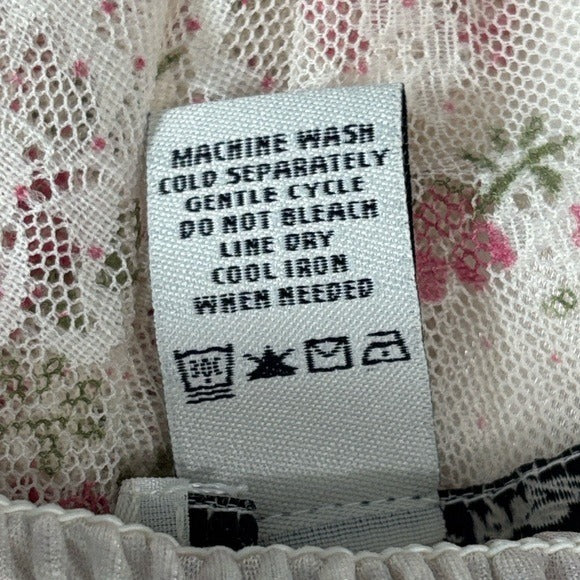 MACHINE WASH
COLD SEPARATELY
GENTLE CYCLE
DO NOT BLEACH
LINE DRY
COOL IRON
WHEN NEEDED
30C